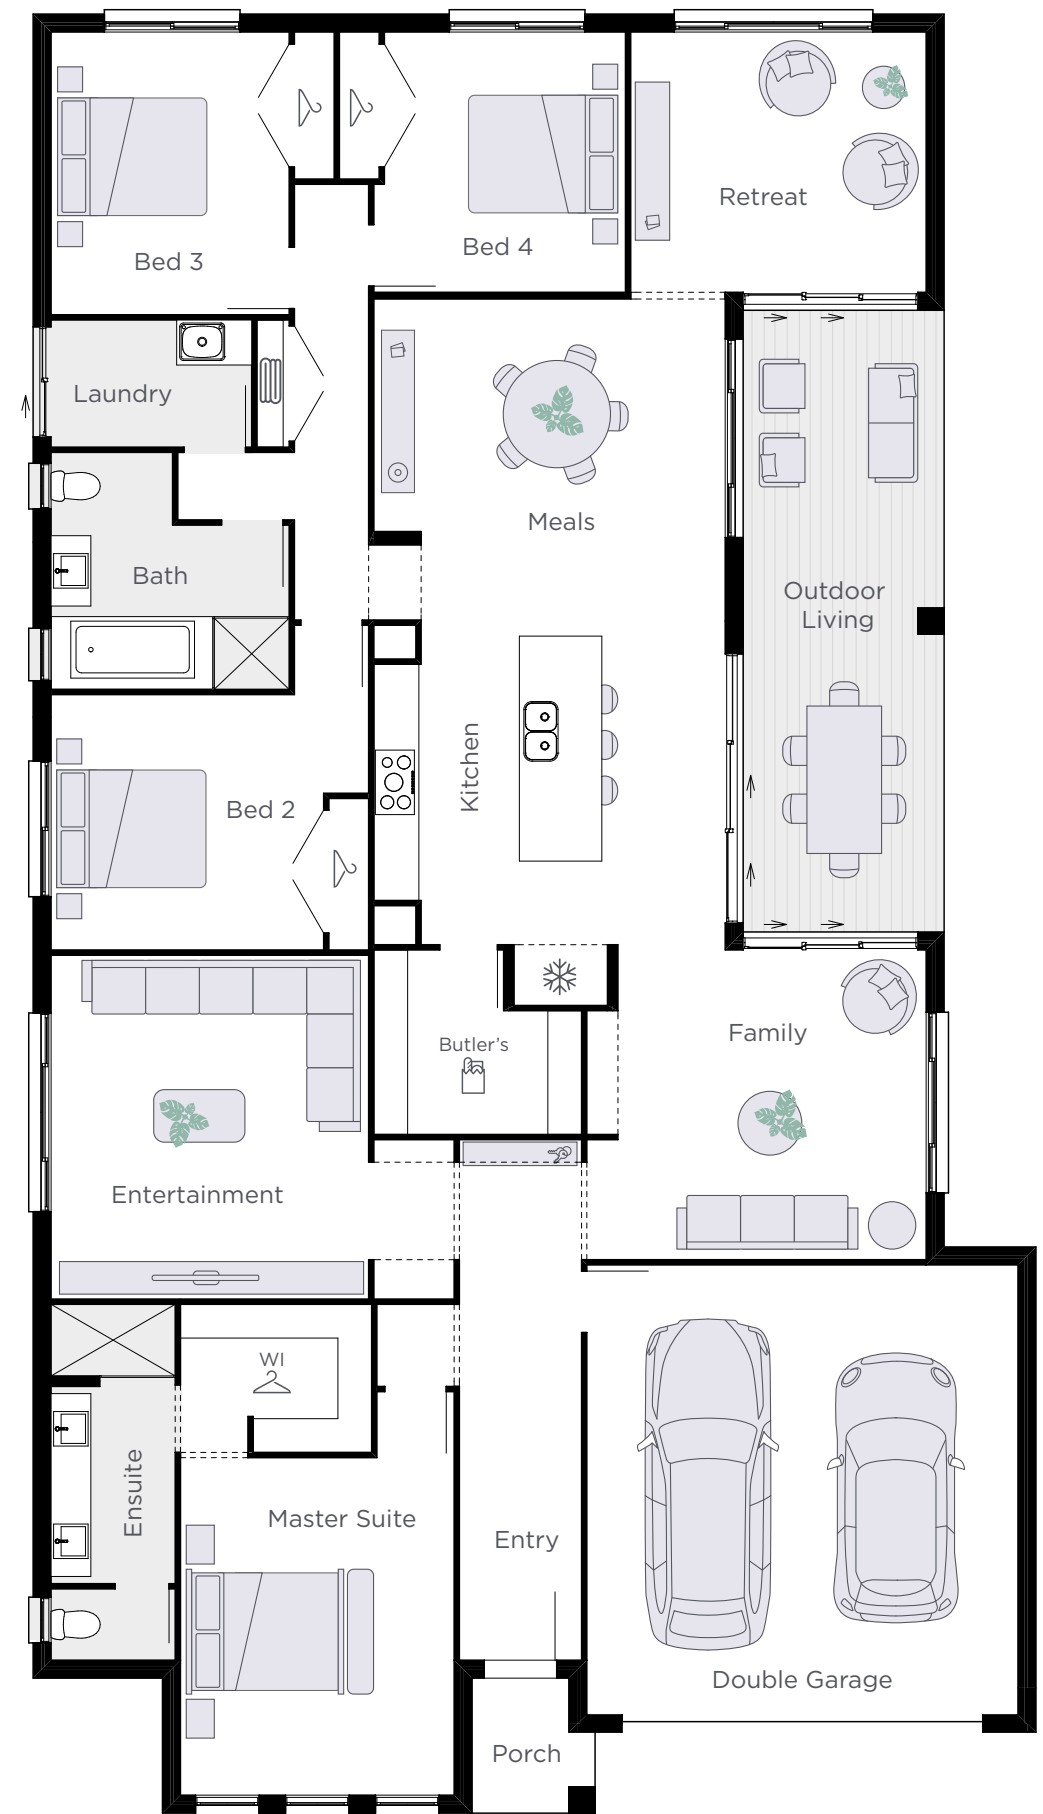 Retreat
Bed 4
Bed 3
Laundry
Meals
Bath
Outdoor
Living
Kitchen
Bed 2
Family
Butler's
Entertainment
WI
Ensuite
Master Suite
Entry
Double Garage
Porch